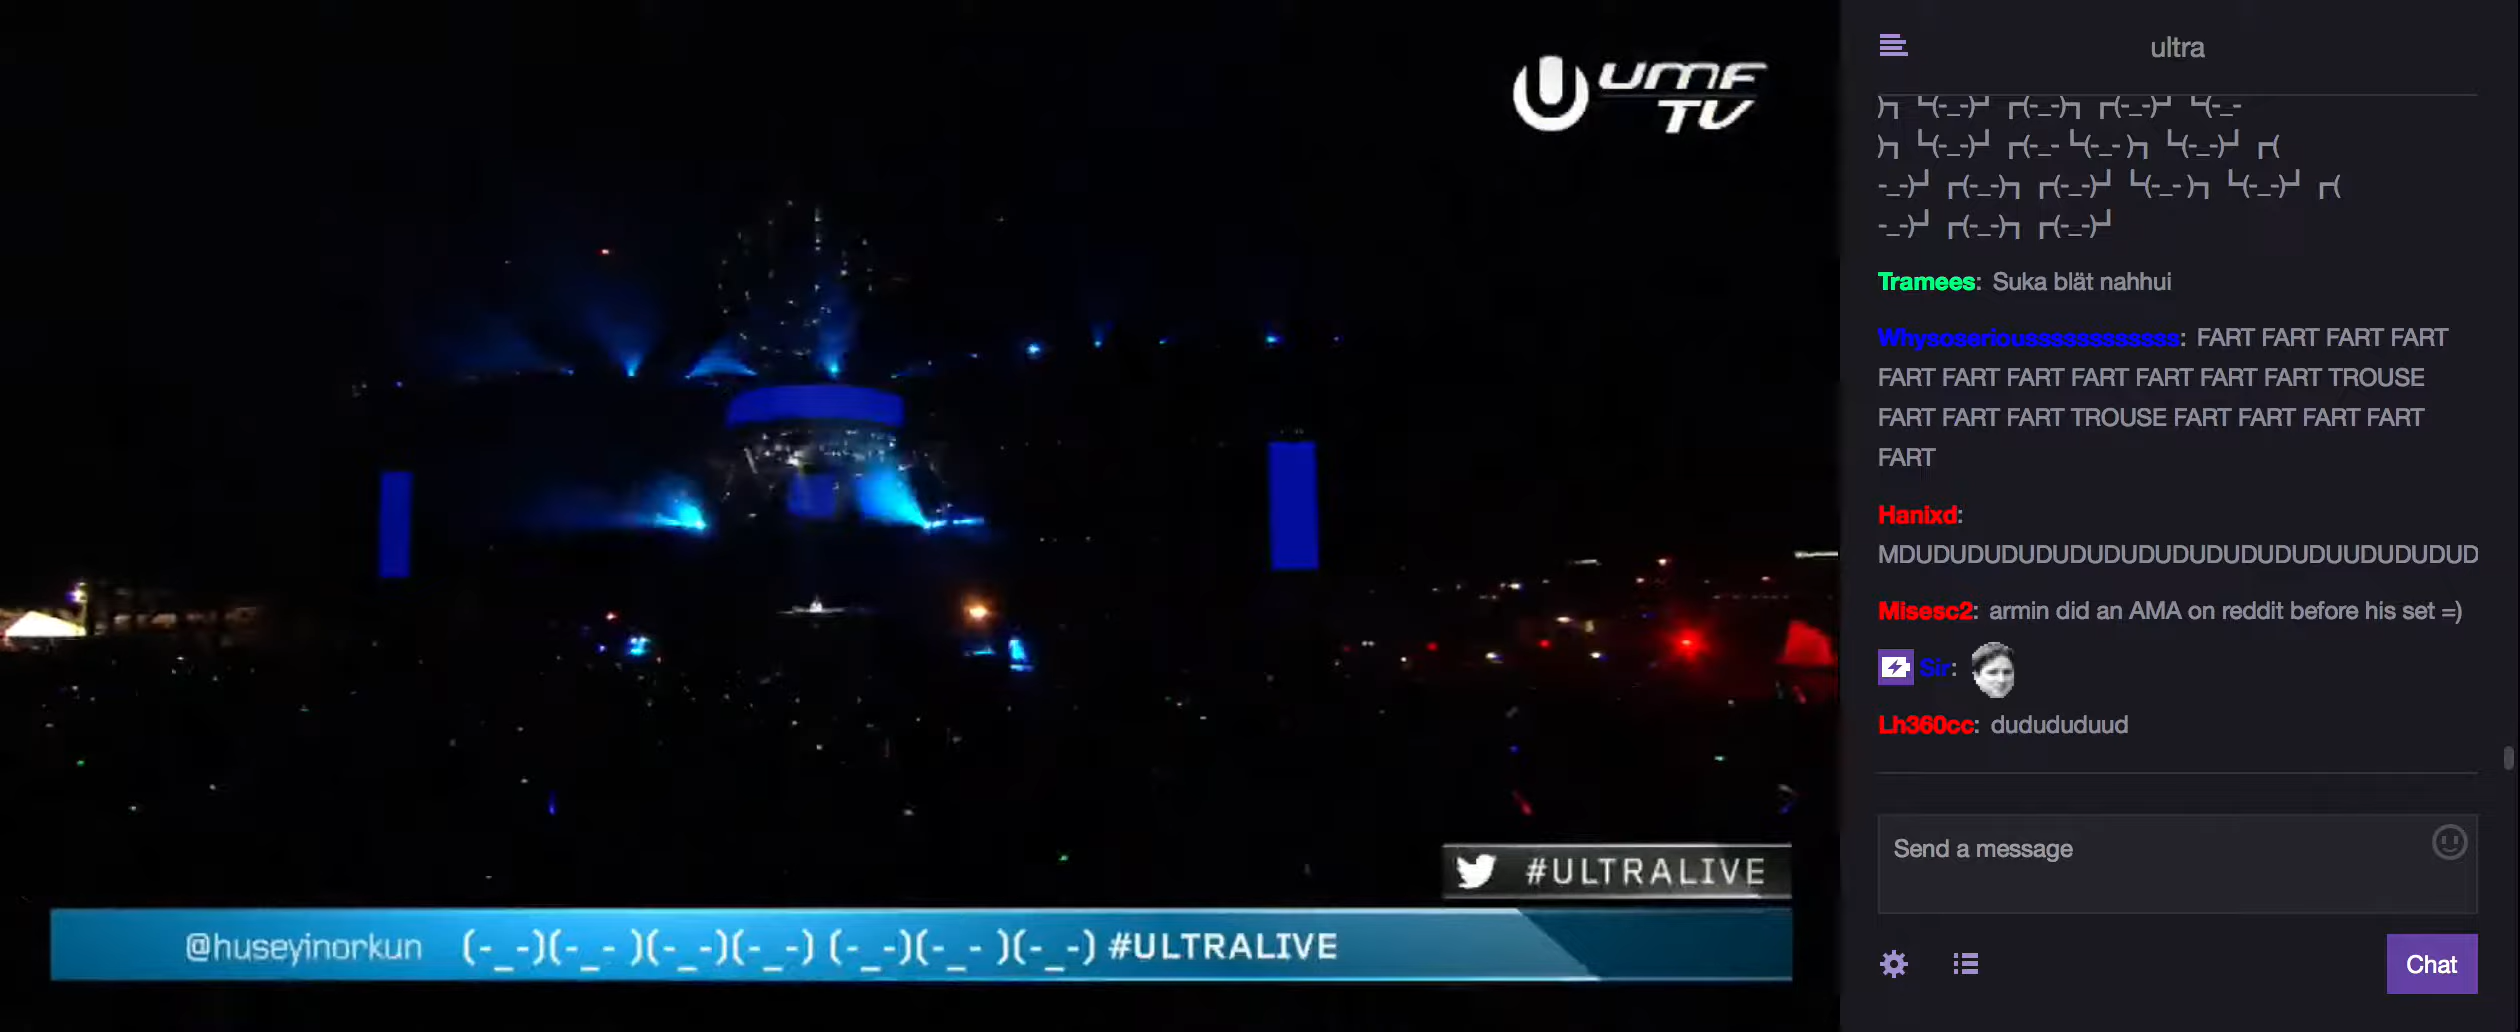 UMF
TV
#ULTRALIVE
@huseyinorkun (-_-)(-_- )(-_-)(-_-) (-_-)(-_- )(-_-) #ULTRALIVE
ultra
)┓ ┗(-_-)┛ ┏(-_-)┓ ┏(-_-)┛ ┗(-_-
)┓ ┗(-_-)┛ ┏(-_- ┗(-_- )┓ ┗(-_-)┛ ┏(
-_-)┛ ┏(-_-)┓ ┏(-_-)┛ ┗(-_- )┓ ┗(-_-)┛ ┏(
-_-)┛ ┏(-_-)┓ ┏(-_-)┛
Tramees: Suka blät nahhui
Whysoserioussssssssssss: FART FART FART FART
FART FART FART FART FART FART FART TROUSE
FART FART FART TROUSE FART FART FART FART
FART
Hanixd:
MDUDUDUDUDUDUDUDUDUDUDUDUUDUDUDUD
Misesc2: armin did an AMA on reddit before his set =)
Sir:
Lh360cc: dudududuud
Send a message
Chat